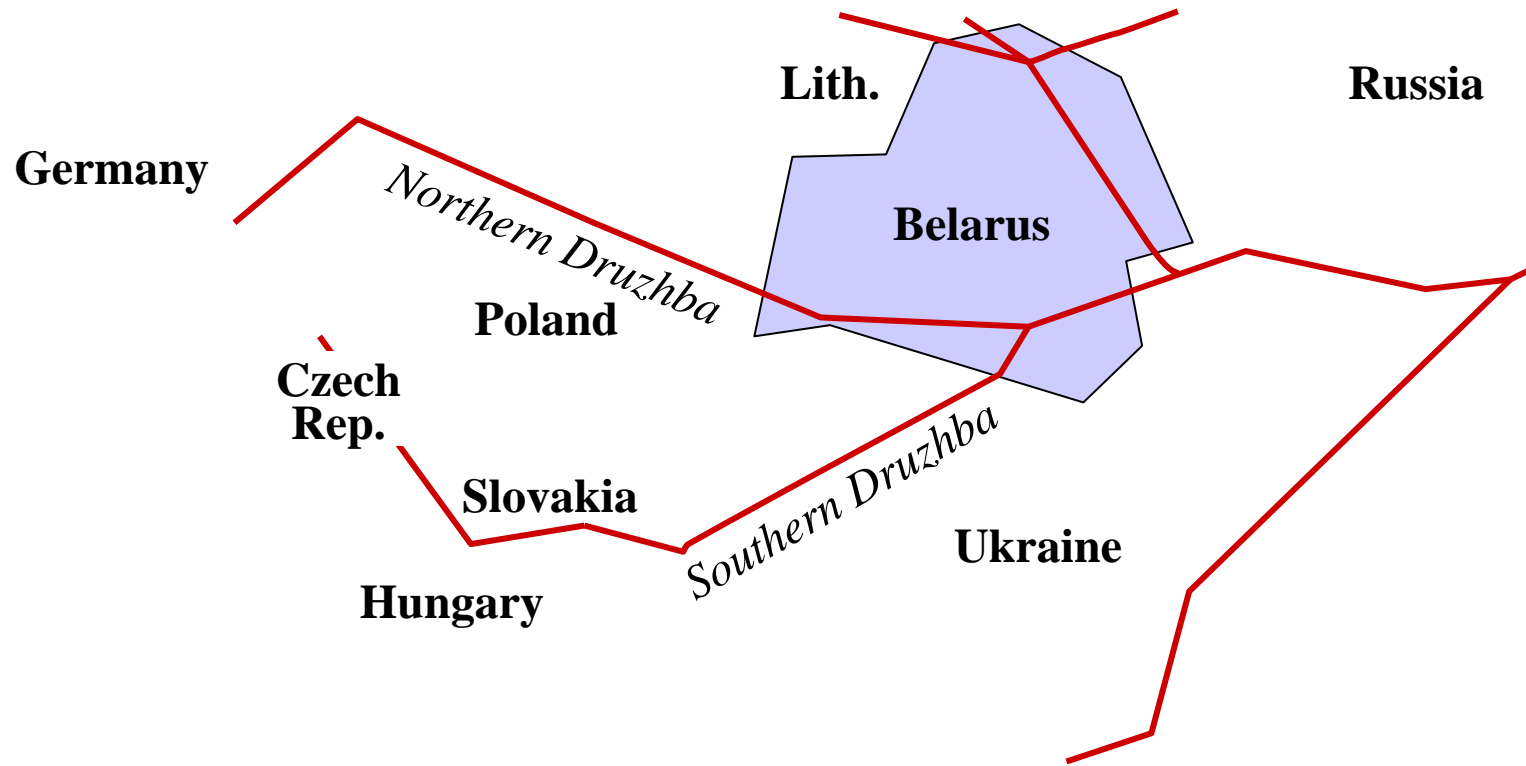 Lith.
Russia
Germany
Belarus
Northern Druzhba
Poland
Czech
Rep.
Slovakia
Southern Druzhba
Ukraine
Hungary